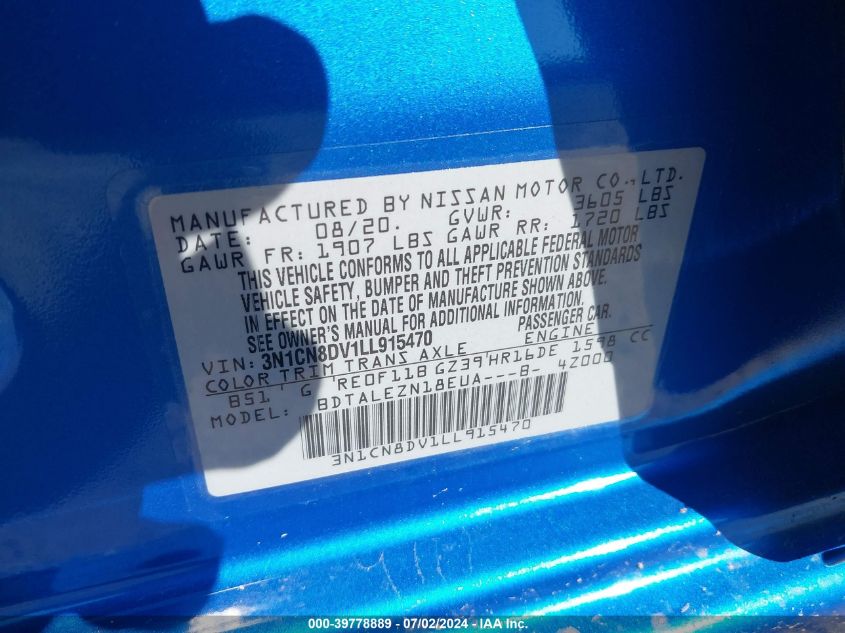 MANUFACTURED BY NISSAN MOTOR CO., LTD.
DATE: 08/20. GVWR: 3605 LBS
GAWR FR: 1907 LBS GAWR RR: 1720 LBS
THIS VEHICLE CONFORMS TO ALL APPLICABLE FEDERAL MOTOR
VEHICLE SAFETY, BUMPER AND THEFT PREVENTION STANDARDS
IN EFFECT ON THE DATE OF MANUFACTURE SHOWN ABOVE.
SEE OWNER'S MANUAL FOR ADDITIONAL INFORMATION.
VIN: 3N1CN8DV1LL915470 PASSENGER CAR.
COLOR TRIM TRANS AXLE ENGINE
B51 G RE0F11B GZ39 HR16DE 1598 CC
MODEL: BDTALEZN18EUA---B- 4Z000
3N1CN8DV1LL915470
000-39778889 - 07/02/2024 - IAA Inc.